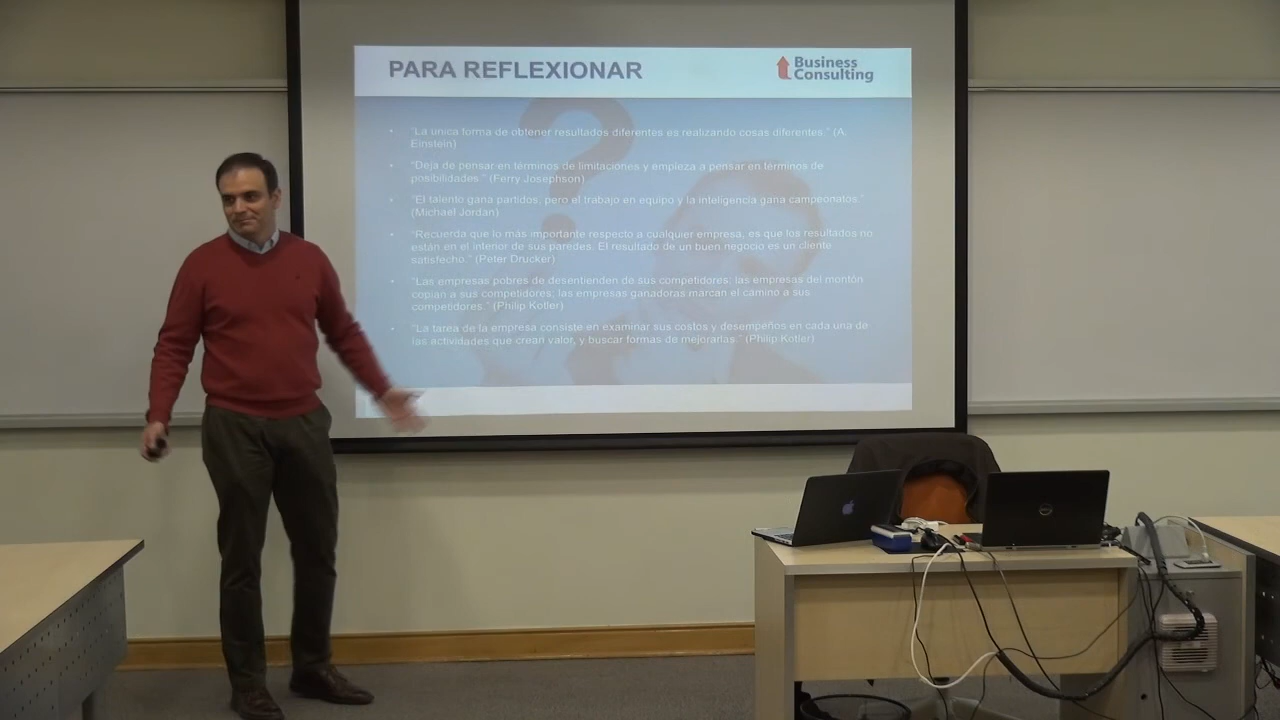 PARA REFLEXIONAR
Business
Consulting
• "La única forma de obtener resultados diferentes es realizando cosas diferentes." (A.
Einstein)
• "Deja de pensar en términos de limitaciones y empieza a pensar en términos de
posibilidades." (Ferry Josephson)
• "El talento gana partidos, pero el trabajo en equipo y la inteligencia gana campeonatos."
(Michael Jordan)
• "Recuerda que lo más importante respecto a cualquier empresa, es que los resultados no
están en el interior de sus paredes. El resultado de un buen negocio es un cliente
satisfecho." (Peter Drucker)
• "Las empresas pobres de desentienden de sus competidores; las empresas del montón
copian a sus competidores; las empresas ganadoras marcan el camino a sus
competidores." (Philip Kotler)
• "La tarea de la empresa consiste en examinar sus costos y desempeños en cada una de
las actividades que crean valor, y buscar formas de mejorarlas." (Philip Kotler)
DELL